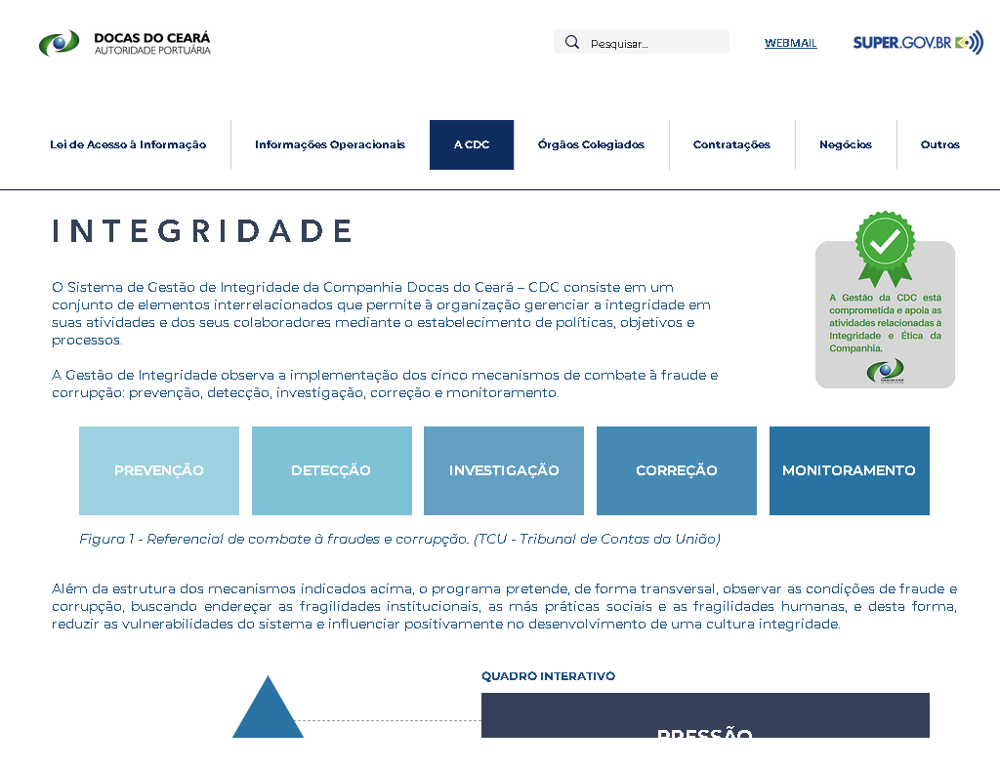 DOCAS DO CEARÁ
AUTORIDADE PORTUÁRIA
Pesquisar...
WEBMAIL
SUPER.GOV.BR
Lei de Acesso à Informação
Informações Operacionais
A CDC
Órgãos Colegiados
Contratações
Negócios
Outros
INTEGRIDADE
O Sistema de Gestão de Integridade da Companhia Docas do Ceará – CDC consiste em um
conjunto de elementos interrelacionados que permite à organização gerenciar a integridade em
suas atividades e dos seus colaboradores mediante o estabelecimento de políticas, objetivos e
processos.
A Gestão de Integridade observa a implementação dos cinco mecanismos de combate à fraude e
corrupção: prevenção, detecção, investigação, correção e monitoramento.
A Gestão da CDC está
comprometida e apoia as
atividades relacionadas à
Integridade e Ética da
Companhia.
PREVENÇÃO
DETECÇÃO
INVESTIGAÇÃO
CORREÇÃO
MONITORAMENTO
Figura 1 - Referencial de combate à fraudes e corrupção. (TCU - Tribunal de Contas da União)
Além da estrutura dos mecanismos indicados acima, o programa pretende, de forma transversal, observar as condições de fraude e
corrupção, buscando endereçar as fragilidades institucionais, as más práticas sociais e as fragilidades humanas, e desta forma,
reduzir as vulnerabilidades do sistema e influenciar positivamente no desenvolvimento de uma cultura integridade.
QUADRO INTERATIVO
PRESSÃO